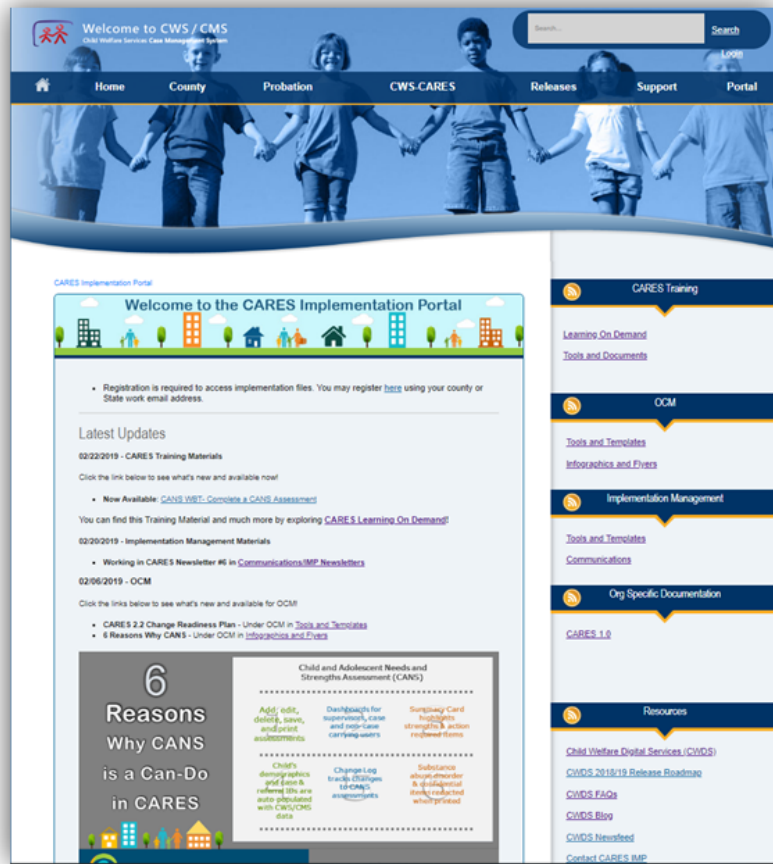 Welcome to CWS / CMS
Child Welfare Services Case Management System
Search...
Search
Login
Home
County
Probation
CWS-CARES
Releases
Support
Portal
CARES Implementation Portal
Welcome to the CARES Implementation Portal
• Registration is required to access implementation files. You may register here using your county or
State work email address.
Latest Updates
02/22/2019 - CARES Training Materials
Click the link below to see what's new and available now!
• Now Available: CANS WBT- Complete a CANS Assessment
You can find this Training Material and much more by exploring CARES Learning On Demand!
02/20/2019 - Implementation Management Materials
• Working in CARES Newsletter #6 in Communications/IMP Newsletters
02/06/2019 - OCM
Click the links below to see what's new and available for OCM!
• CARES 2.2 Change Readiness Plan - Under OCM in Tools and Templates
• 6 Reasons Why CANS - Under OCM in Infographics and Flyers
6
Reasons
Why CANS
is a Can-Do
in CARES
Child and Adolescent Needs and
Strengths Assessment (CANS)
Add, edit,
delete, save,
and print
assessments
Dashboards for
supervisors, case
and non-case
carrying users
Summary Card
highlights
strengths & action
required items
Child's
demographics
and case &
referral IDs are
auto populated
with CWS/CMS
data
Change Log
tracks changes
to CANS
assessments
Substance
abuse disorder
& confidential
items redacted
when printed
CARES Training
Learning On Demand
Tools and Documents
OCM
Tools and Templates
Infographics and Flyers
Implementation Management
Tools and Templates
Communications
Org Specific Documentation
CARES 1.0
Resources
Child Welfare Digital Services (CWDS)
CWDS 2018/19 Release Roadmap
CWDS FAQs
CWDS Blog
CWDS Newsfeed
Contact CARES IMP